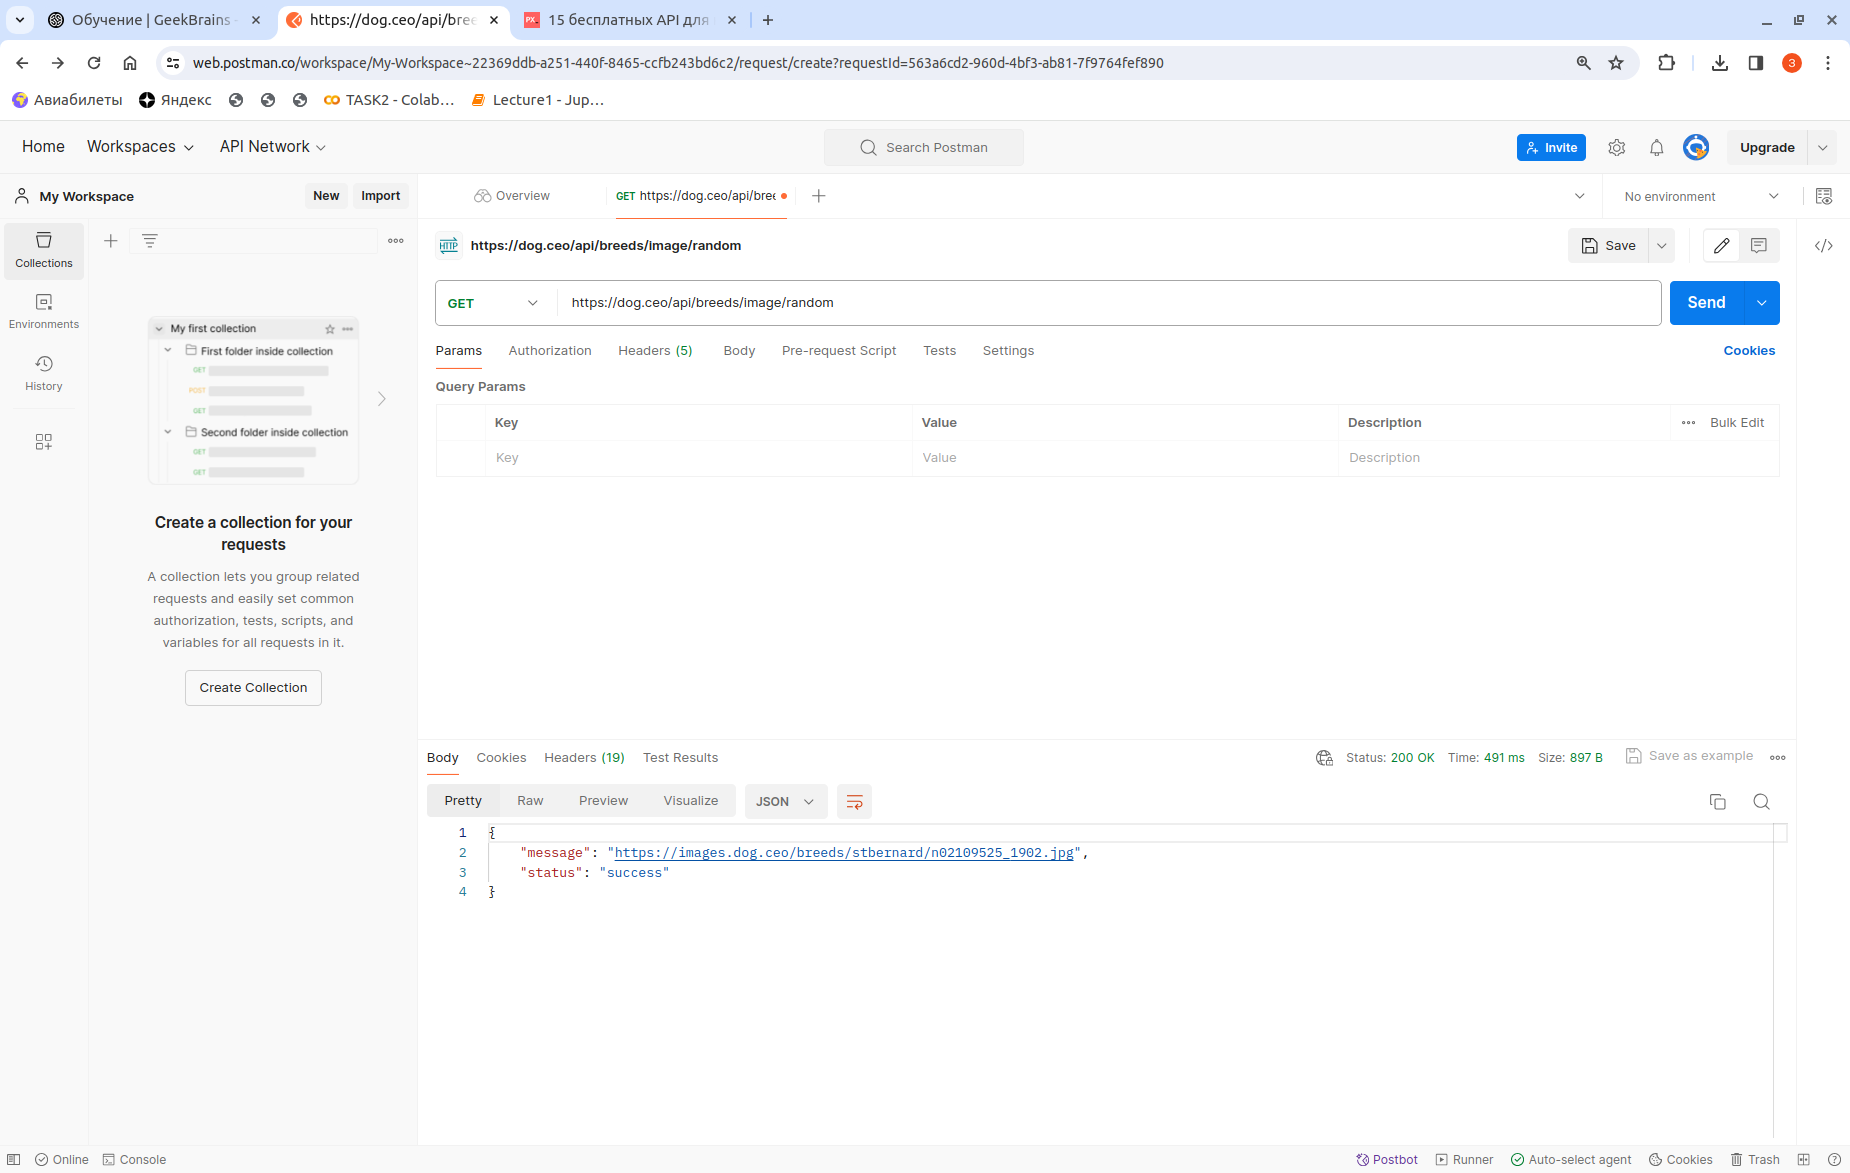 Обучение | GeekBrains
https://dog.ceo/api/bree
15 бесплатных API для
web.postman.co/workspace/My-Workspace~22369ddb-a251-440f-8465-ccfb243bd6c2/request/create?requestId=563a6cd2-960d-4bf3-ab81-7f9764fef890
3
Авиабилеты
Яндекс
TASK2 - Colab…
Lecture1 - Jup…
Home
Workspaces
API Network
Search Postman
Invite
Upgrade
My Workspace
New
Import
Overview
GET https://dog.ceo/api/bree
No environment
Collections
Environments
History
My first collection
First folder inside collection
GET
POST
GET
Second folder inside collection
GET
GET
Create a collection for your
requests
A collection lets you group related
requests and easily set common
authorization, tests, scripts, and
variables for all requests in it.
Create Collection
HTTP
https://dog.ceo/api/breeds/image/random
Save
GET
https://dog.ceo/api/breeds/image/random
Send
Params
Authorization
Headers (5)
Body
Pre-request Script
Tests
Settings
Cookies
Query Params
Key
Value
Description
Bulk Edit
Key
Value
Description
Body
Cookies
Headers (19)
Test Results
Status: 200 OK
Time: 491 ms
Size: 897 B
Save as example
Pretty
Raw
Preview
Visualize
JSON
1 {
2 "message": "https://images.dog.ceo/breeds/stbernard/n02109525_1902.jpg",
3 "status": "success"
4 }
Online
Console
Postbot
Runner
Auto-select agent
Cookies
Trash